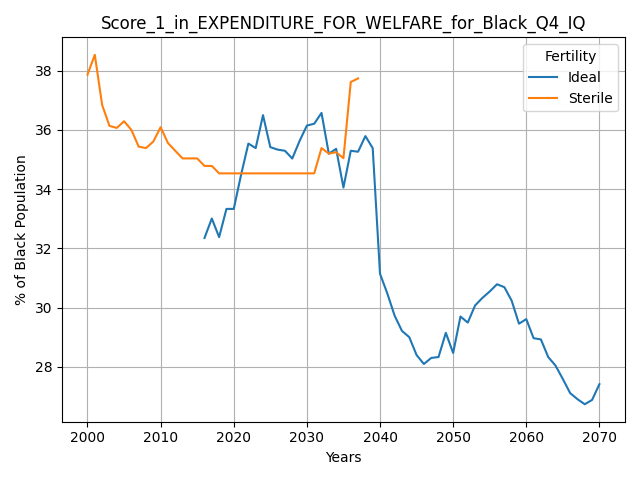 Score_1_in_EXPENDITURE_FOR_WELFARE_for_Black_Q4_IQ
Fertility
Ideal
Sterile
% of Black Population
38
36
34
32
30
28
2000 2010 2020 2030 2040 2050 2060 2070
Years